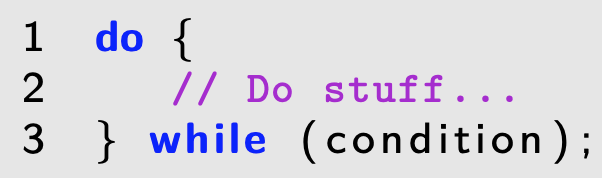 1 do {
2 // Do stuff...
3 } while (condition);